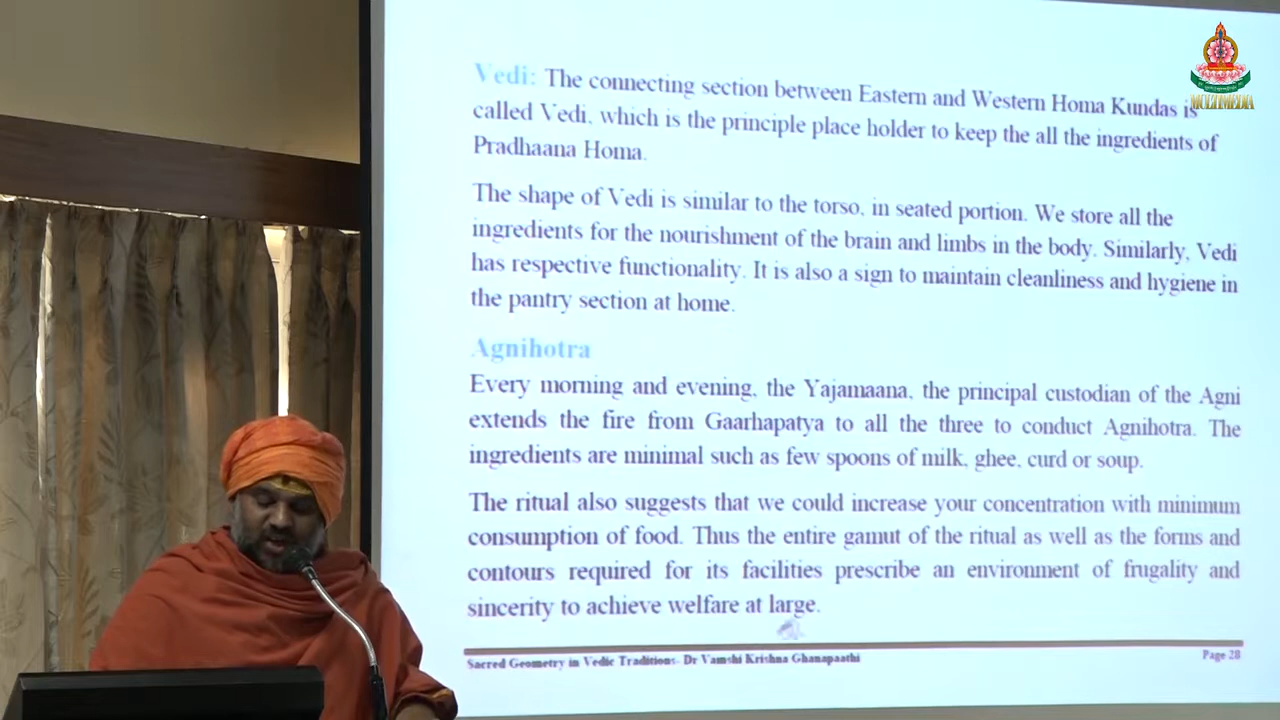 MULTIMEDIA
Vedi: The connecting section between Eastern and Western Homa Kundas is
called Vedi, which is the principle place holder to keep the all the ingredients of
Pradhaana Homa.
The shape of Vedi is similar to the torso, in seated portion. We store all the
ingredients for the nourishment of the brain and limbs in the body. Similarly, Vedi
has respective functionality. It is also a sign to maintain cleanliness and hygiene in
the pantry section at home.
Agnihotra
Every morning and evening, the Yajamaana, the principal custodian of the Agni
extends the fire from Gaarhapatya to all the three to conduct Agnihotra. The
ingredients are minimal such as few spoons of milk, ghee, curd or soup.
The ritual also suggests that we could increase your concentration with minimum
consumption of food. Thus the entire gamut of the ritual as well as the forms and
contours required for its facilities prescribe an environment of frugality and
sincerity to achieve welfare at large.
Sacred Geometry in Vedic Traditions- Dr Vamshi Krishna Ghanapaathi
Page 28